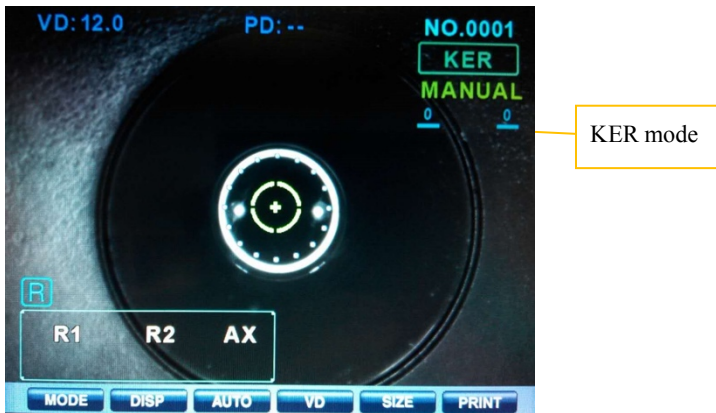 VD: 12.0 PD: -- NO.0001
KER
MANUAL
0 0
KER mode
R
R1 R2 AX
MODE DISP AUTO VD SIZE PRINT